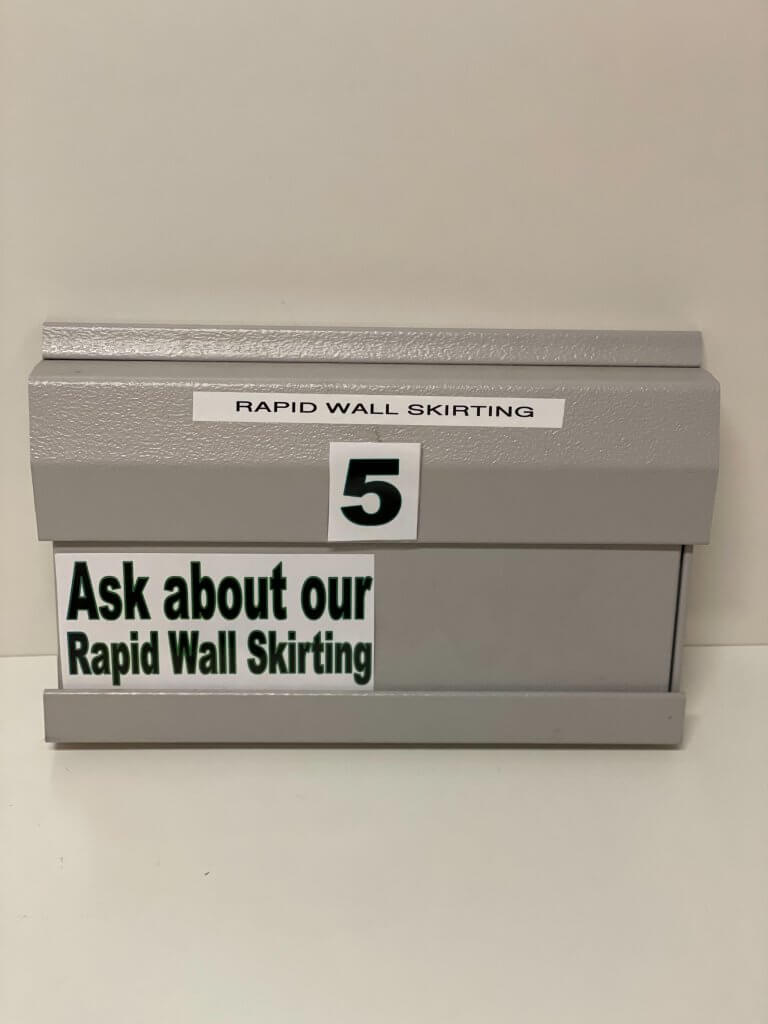 RAPID WALL SKIRTING
5
Ask about our
Rapid Wall Skirting